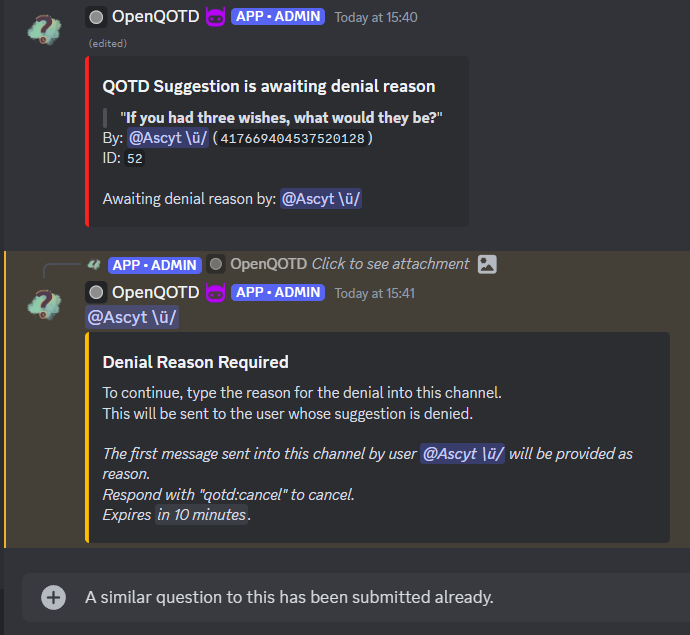 OpenQOTD APP • ADMIN Today at 15:40
(edited)
QOTD Suggestion is awaiting denial reason
"If you had three wishes, what would they be?"
By: @Ascyt \ü/ (417669404537520128)
ID: 52
Awaiting denial reason by: @Ascyt \ü/
APP • ADMIN OpenQOTD Click to see attachment
OpenQOTD APP • ADMIN Today at 15:41
@Ascyt \ü/
Denial Reason Required
To continue, type the reason for the denial into this channel.
This will be sent to the user whose suggestion is denied.
The first message sent into this channel by user @Ascyt \ü/ will be provided as
reason.
Respond with "qotd:cancel" to cancel.
Expires in 10 minutes.
A similar question to this has been submitted already.